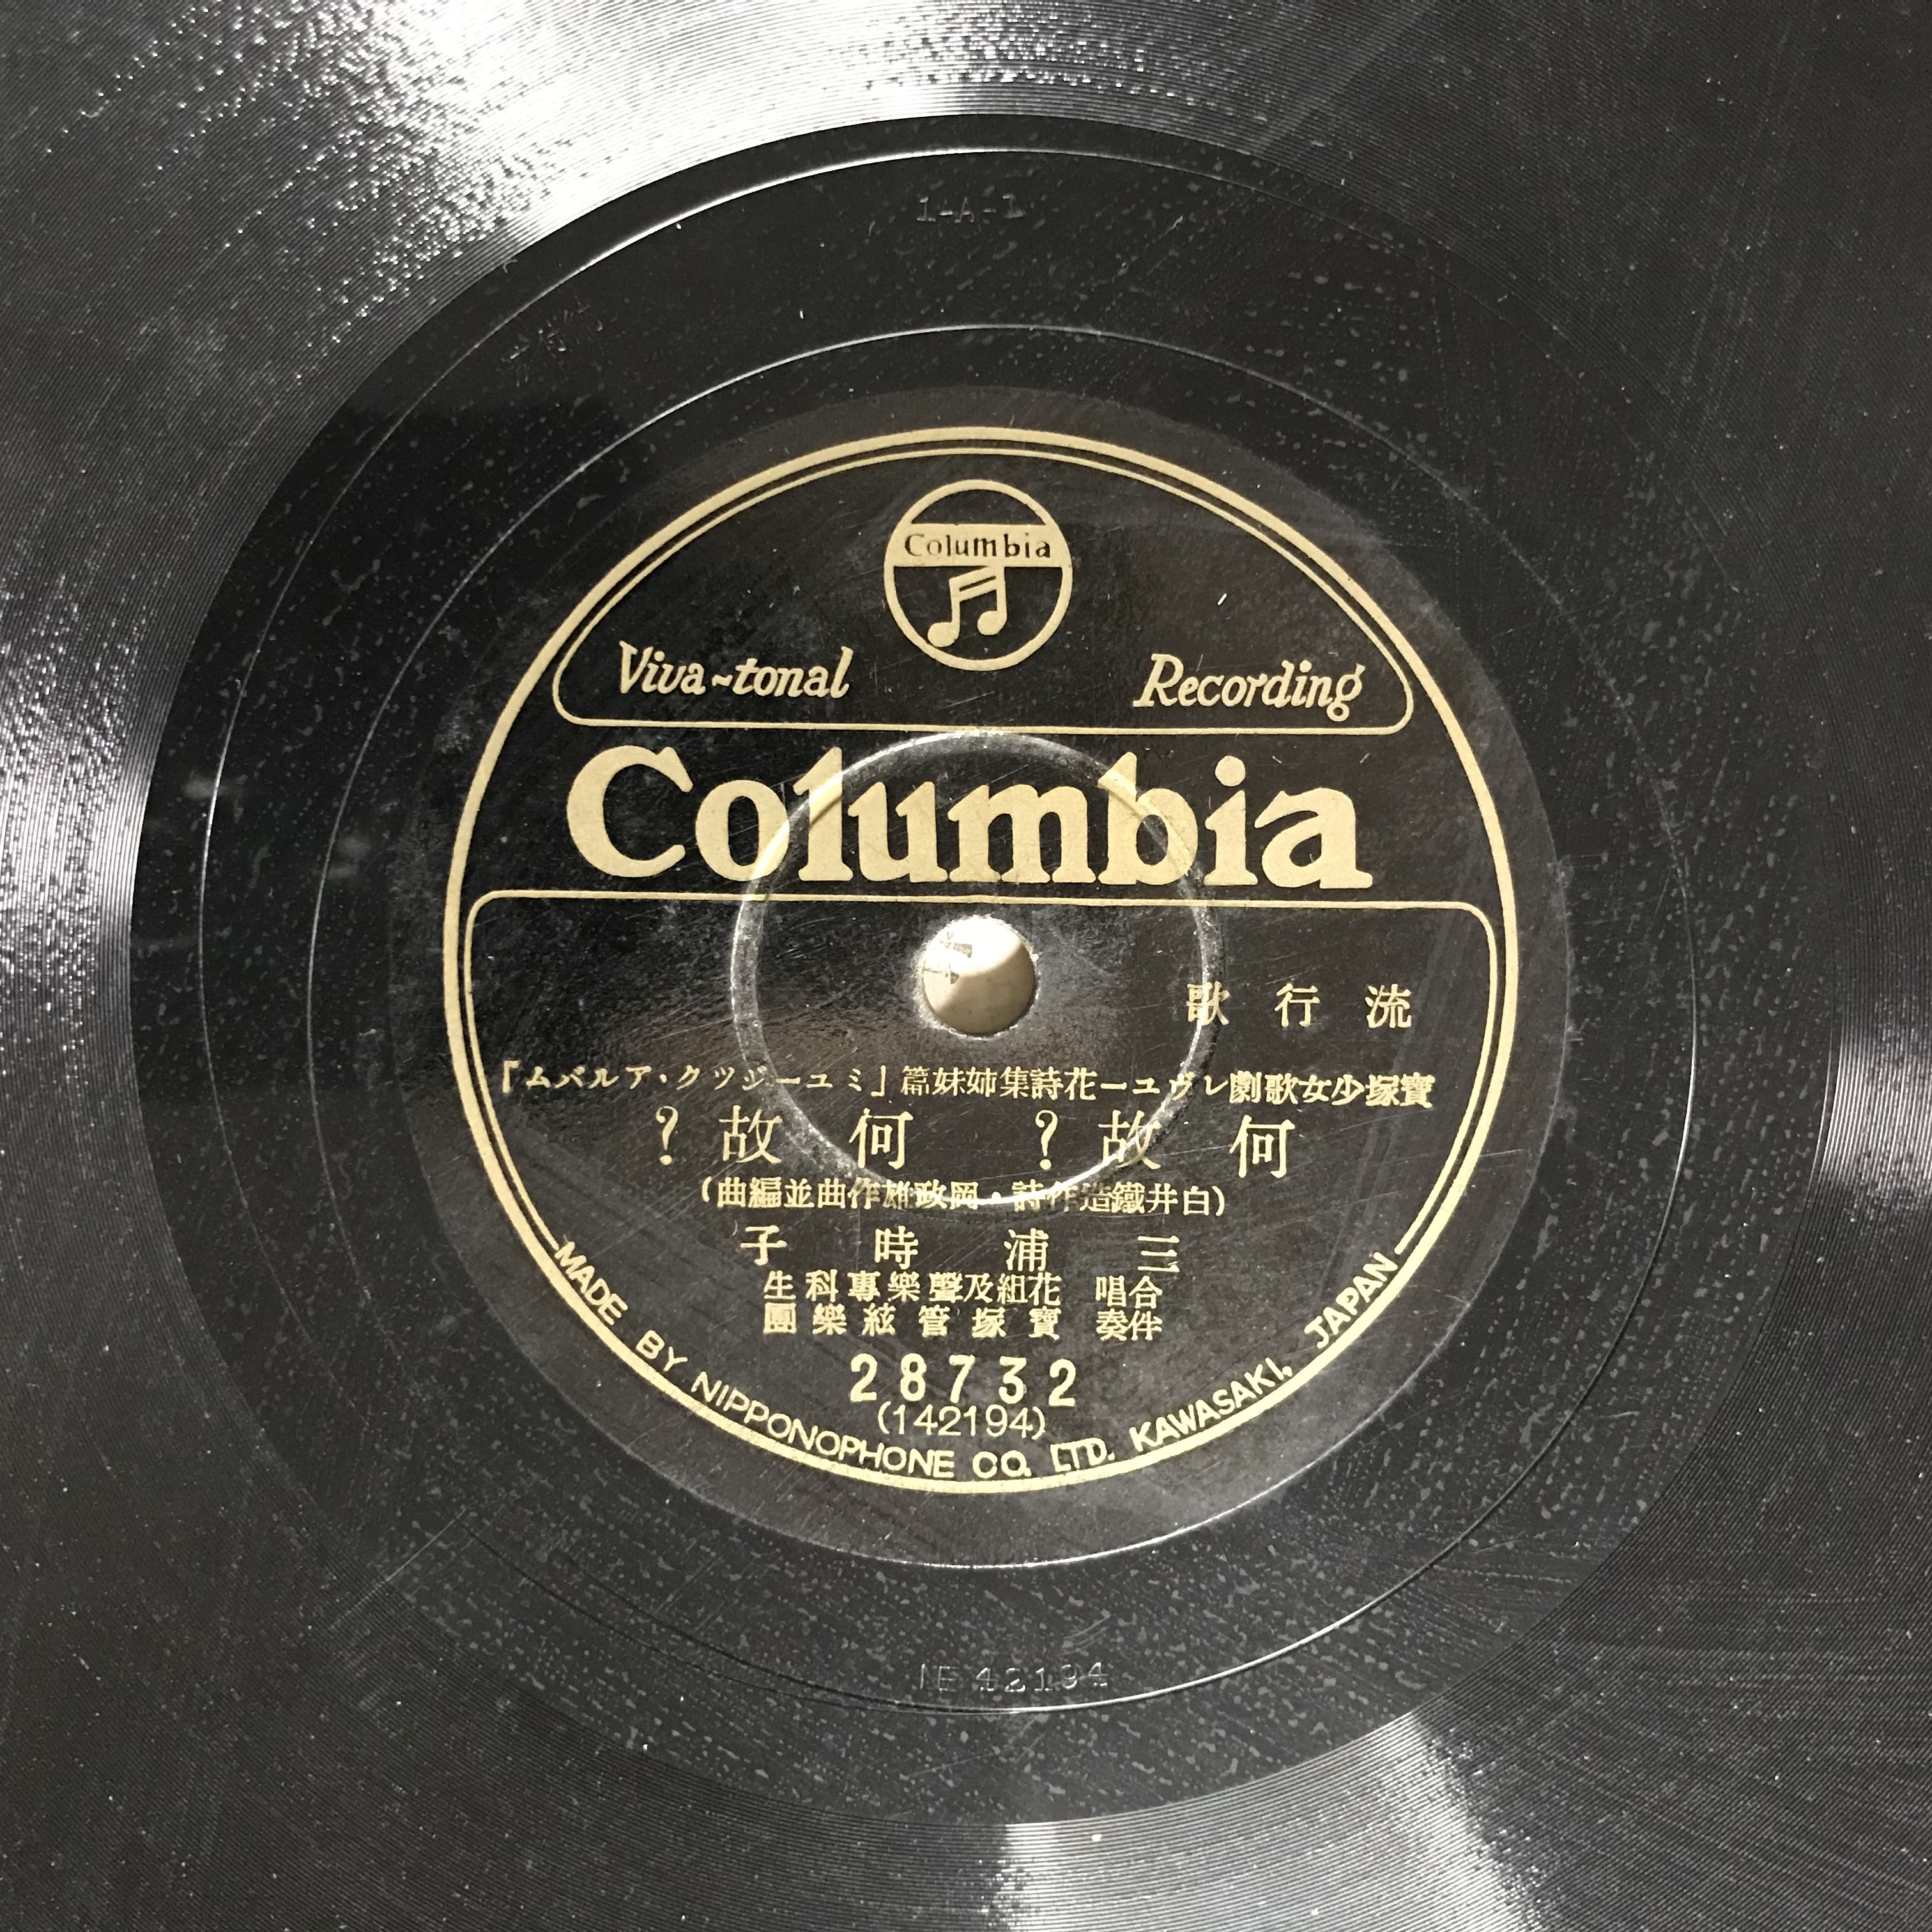 1-A-1
Columbia
Viva-tonal Recording
Columbia
流行歌
寶塚少女歌劇レヴユー花詩集姉妹篇「ミユージツク・アルバム」
何故? 何故?
(白井鐵造作詩・岡政雄作曲並編曲)
三浦時子
合唱 花組及聲樂專科生
伴奏 寶塚管絃樂團
28732
(142194)
MADE BY NIPPONOPHONE CO. LTD. KAWASAKI, JAPAN
NE 42194